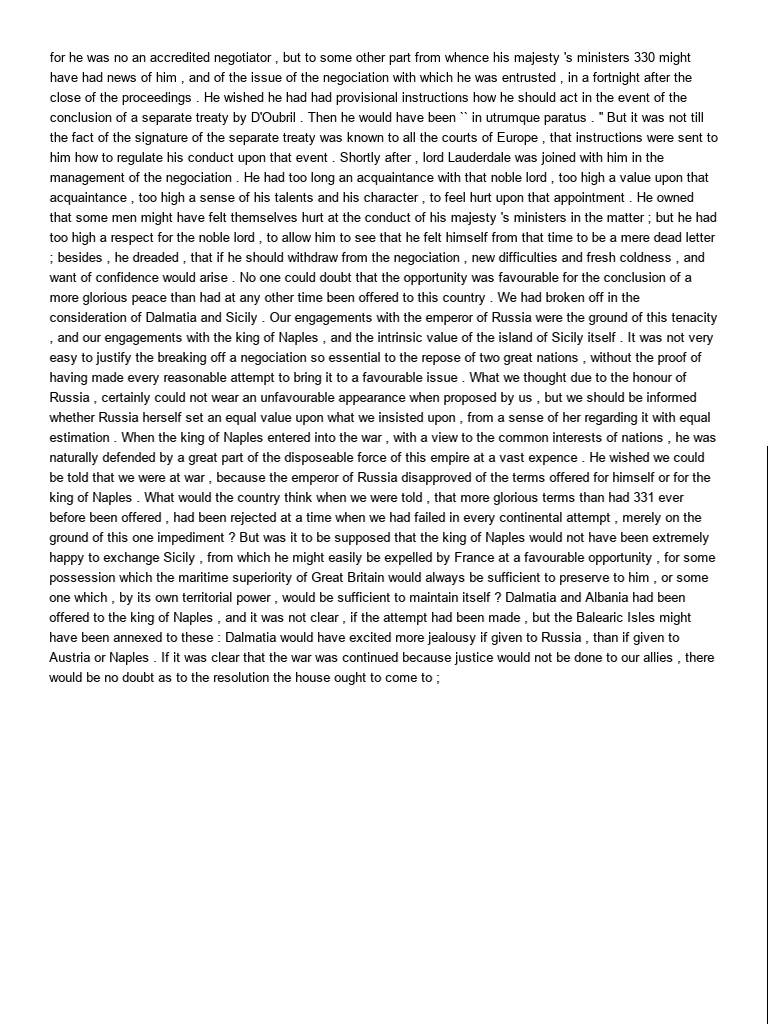 for he was no an accredited negotiator , but to some other part from whence his majesty 's ministers 330 might
have had news of him , and of the issue of the negociation with which he was entrusted , in a fortnight after the
close of the proceedings . He wished he had had provisional instructions how he should act in the event of the
conclusion of a separate treaty by D'Oubril . Then he would have been `` in utrumque paratus . '' But it was not till
the fact of the signature of the separate treaty was known to all the courts of Europe , that instructions were sent to
him how to regulate his conduct upon that event . Shortly after , lord Lauderdale was joined with him in the
management of the negociation . He had too long an acquaintance with that noble lord , too high a value upon that
acquaintance , too high a sense of his talents and his character , to feel hurt upon that appointment . He owned
that some men might have felt themselves hurt at the conduct of his majesty 's ministers in the matter ; but he had
too high a respect for the noble lord , to allow him to see that he felt himself from that time to be a mere dead letter
; besides , he dreaded , that if he should withdraw from the negociation , new difficulties and fresh coldness , and
want of confidence would arise . No one could doubt that the opportunity was favourable for the conclusion of a
more glorious peace than had at any other time been offered to this country . We had broken off in the
consideration of Dalmatia and Sicily . Our engagements with the emperor of Russia were the ground of this tenacity
, and our engagements with the king of Naples , and the intrinsic value of the island of Sicily itself . It was not very
easy to justify the breaking off a negociation so essential to the repose of two great nations , without the proof of
having made every reasonable attempt to bring it to a favourable issue . What we thought due to the honour of
Russia , certainly could not wear an unfavourable appearance when proposed by us , but we should be informed
whether Russia herself set an equal value upon what we insisted upon , from a sense of her regarding it with equal
estimation . When the king of Naples entered into the war , with a view to the common interests of nations , he was
naturally defended by a great part of the disposeable force of this empire at a vast expence . He wished we could
be told that we were at war , because the emperor of Russia disapproved of the terms offered for himself or for the
king of Naples . What would the country think when we were told , that more glorious terms than had 331 ever
before been offered , had been rejected at a time when we had failed in every continental attempt , merely on the
ground of this one impediment ? But was it to be supposed that the king of Naples would not have been extremely
happy to exchange Sicily , from which he might easily be expelled by France at a favourable opportunity , for some
possession which the maritime superiority of Great Britain would always be sufficient to preserve to him , or some
one which , by its own territorial power , would be sufficient to maintain itself ? Dalmatia and Albania had been
offered to the king of Naples , and it was not clear , if the attempt had been made , but the Balearic Isles might
have been annexed to these : Dalmatia would have excited more jealousy if given to Russia , than if given to
Austria or Naples . If it was clear that the war was continued because justice would not be done to our allies , there
would be no doubt as to the resolution the house ought to come to ;